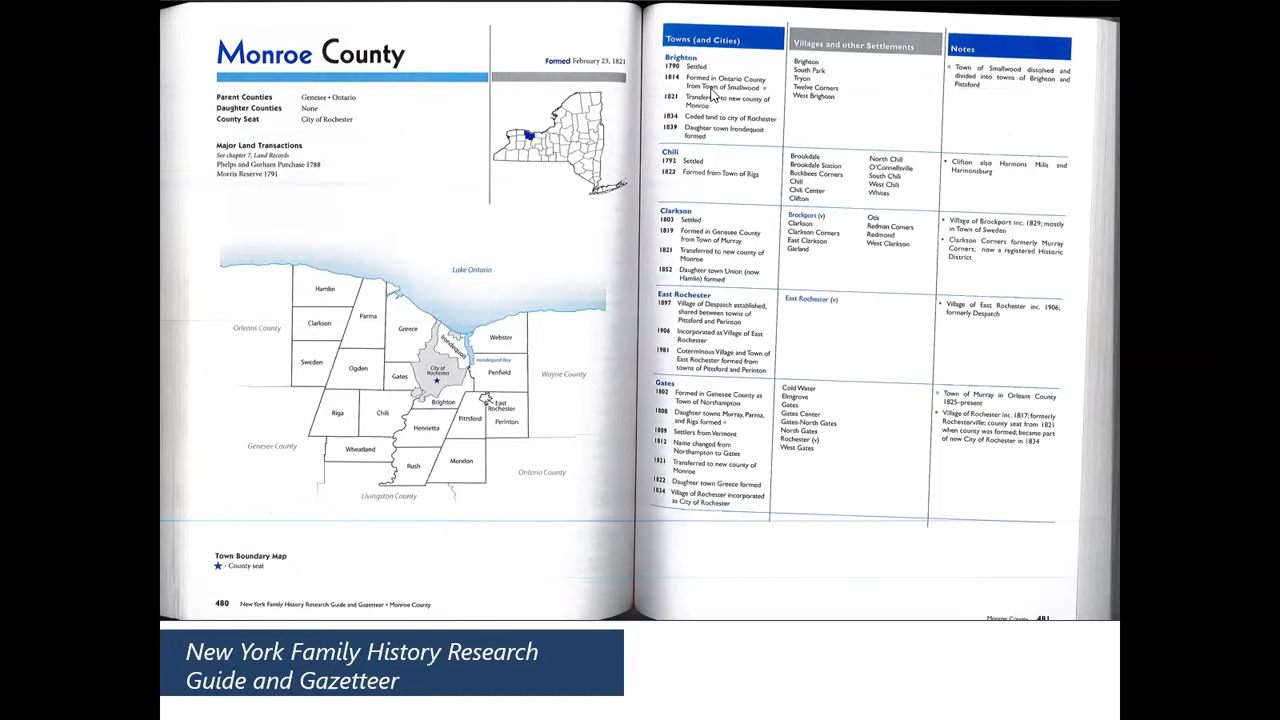 Monroe County
Formed February 23, 1821
Parent Counties Genesee • Ontario
Daughter Counties None
County Seat City of Rochester
Major Land Transactions
See chapter 7, Land Records
Phelps and Gorham Purchase 1788
Morris Reserve 1791
Lake Ontario
Hamlin
Parma
Orleans County
Clarkson
Greece
Irondequoit
Webster
Irondequoit Bay
Sweden
Ogden
Gates
City of
Rochester
Penfield
Wayne County
Brighton
East
Rochester
Riga
Chili
Henrietta
Pittsford
Perinton
Genesee County
Wheatland
Rush
Mendon
Ontario County
Livingston County
Town Boundary Map
- County seat
480 New York Family History Research Guide and Gazetteer • Monroe County
Towns (and Cities)
Villages and other Settlements
Notes
Brighton
1790 Settled
1814 Formed in Ontario County
from Town of Smallwood
1821 Transfered to new county of
Monroe
1834 Ceded land to city of Rochester
1839 Daughter town Irondequoit
formed
Brighton
South Park
Tryon
Twelve Corners
West Brighton
Town of Smallwood dissolved and
divided into towns of Brighton and
Pittsford
Chili
1792 Settled
1822 Formed from Town of Riga
Brookdale
Brookdale Station
Buckbees Corners
Chili
Chili Center
Clifton
North Chili
O'Connellsville
South Chili
West Chili
Whites
• Clifton also Harmons Mills and
Harmonsburg
Clarkson
1803 Settled
1819 Formed in Genesee County
from Town of Murray
1821 Transferred to new county of
Monroe
1852 Daughter town Union (now
Hamlin) formed
Brockport (v)
Clarkson
Clarkson Corners
East Clarkson
Garland
Otis
Redman Corners
Redmond
West Clarkson
• Village of Brockport inc. 1829; mostly
in Town of Sweden
• Clarkson Corners formerly Murray
Corners; now a registered Historic
District
East Rochester
1897 Village of Despatch established,
shared between towns of
Pittsford and Perinton
1906 Incorporated as Village of East
Rochester
1981 Coterminous Village and Town of
East Rochester formed from
towns of Pittsford and Perinton
East Rochester (v)
• Village of East Rochester inc. 1906;
formerly Despatch
Gates
1802 Formed in Genesee County as
Town of Northampton
1808 Daughter towns Murray, Parma,
and Riga formed
1809 Settlers from Vermont
1812 Name changed from
Northampton to Gates
1821 Transferred to new county of
Monroe
1822 Daughter town Greece formed
1834 Village of Rochester incorporated
as City of Rochester
Cold Water
Elmgrove
Gates
Gates Center
Gates-North Gates
North Gates
Rochester (v)
West Gates
Town of Murray in Orleans County
1825–present
• Village of Rochester inc. 1817; formerly
Rochesterville; county seat from 1821
when county was formed; became part
of new City of Rochester in 1834
Monroe County 481
New York Family History Research
Guide and Gazetteer